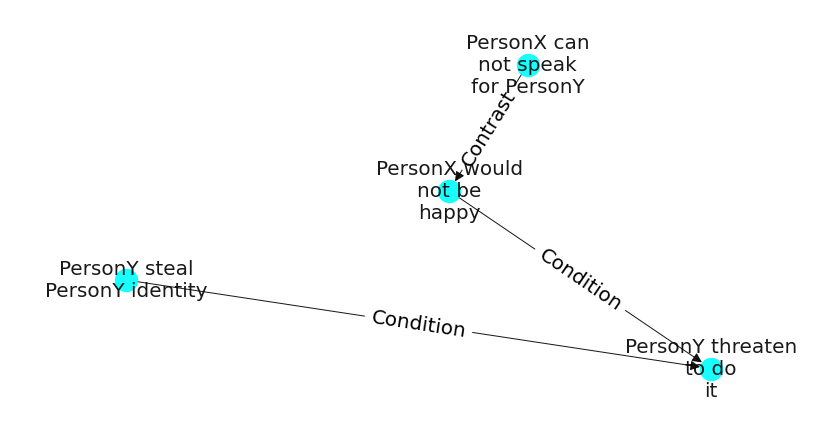 PersonX can
not speak
for PersonY
Contrast
PersonX would
not be
happy
Condition
PersonY steal
PersonY identity
Condition
PersonY threaten
to do
it